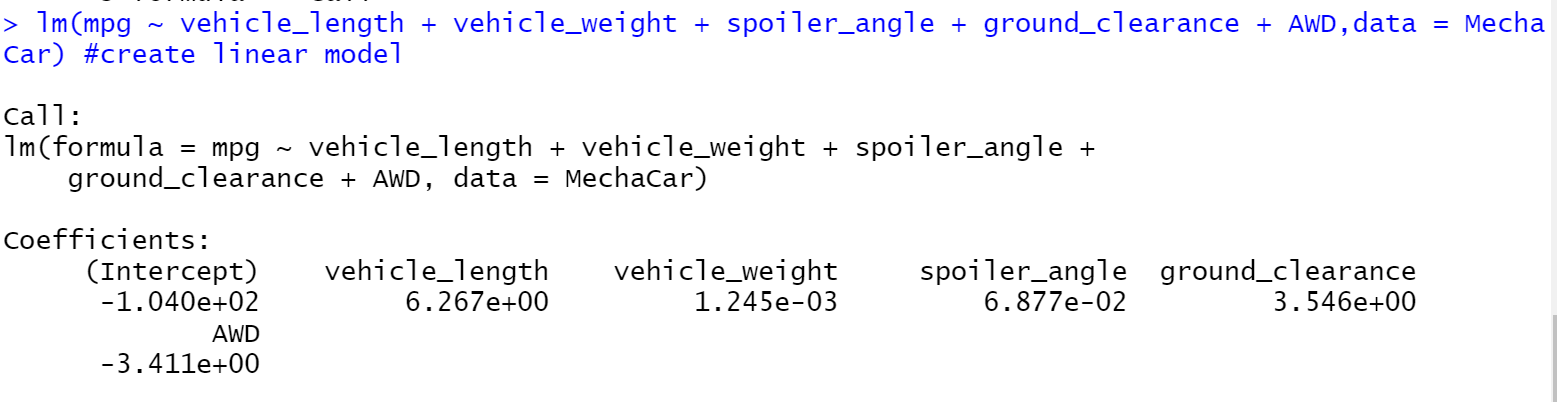 > lm(mpg ~ vehicle_length + vehicle_weight + spoiler_angle + ground_clearance + AWD,data = Mecha
Car) #create linear model
Call:
lm(formula = mpg ~ vehicle_length + vehicle_weight + spoiler_angle +
    ground_clearance + AWD, data = MechaCar)
Coefficients:
     (Intercept)    vehicle_length    vehicle_weight     spoiler_angle  ground_clearance
      -1.040e+02         6.267e+00         1.245e-03         6.877e-02         3.546e+00
             AWD
      -3.411e+00